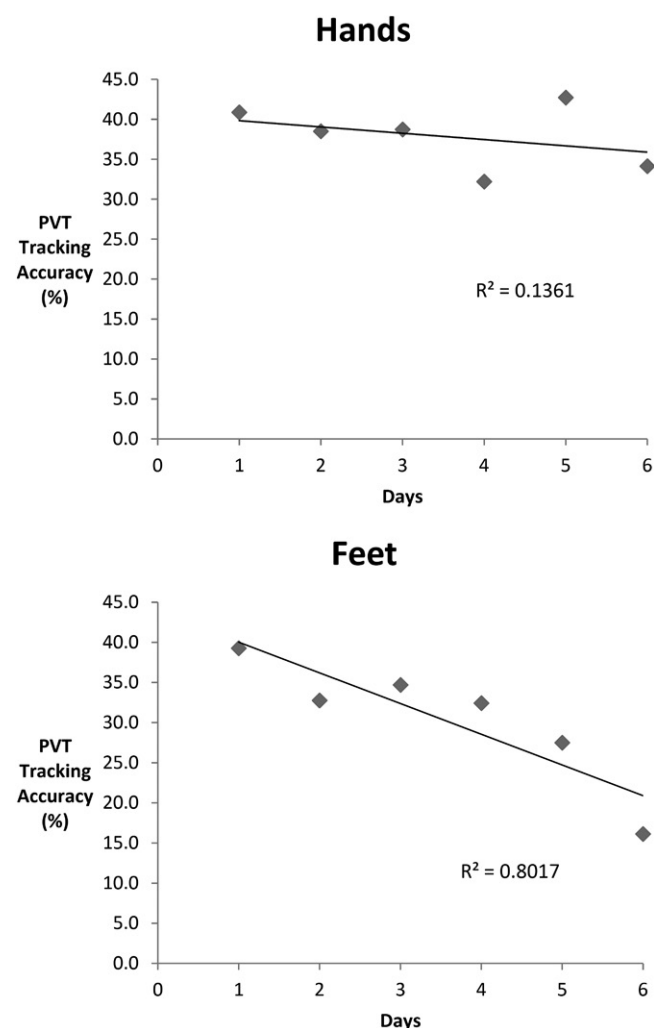 Hands
45.0
40.0
35.0
30.0
25.0
20.0
15.0
10.0
5.0
0.0
PVT
Tracking
Accuracy
(%)
R² = 0.1361
0 1 2 3 4 5 6
Days
Feet
45.0
40.0
35.0
30.0
25.0
20.0
15.0
10.0
5.0
0.0
PVT
Tracking
Accuracy
(%)
R² = 0.8017
0 1 2 3 4 5 6
Days